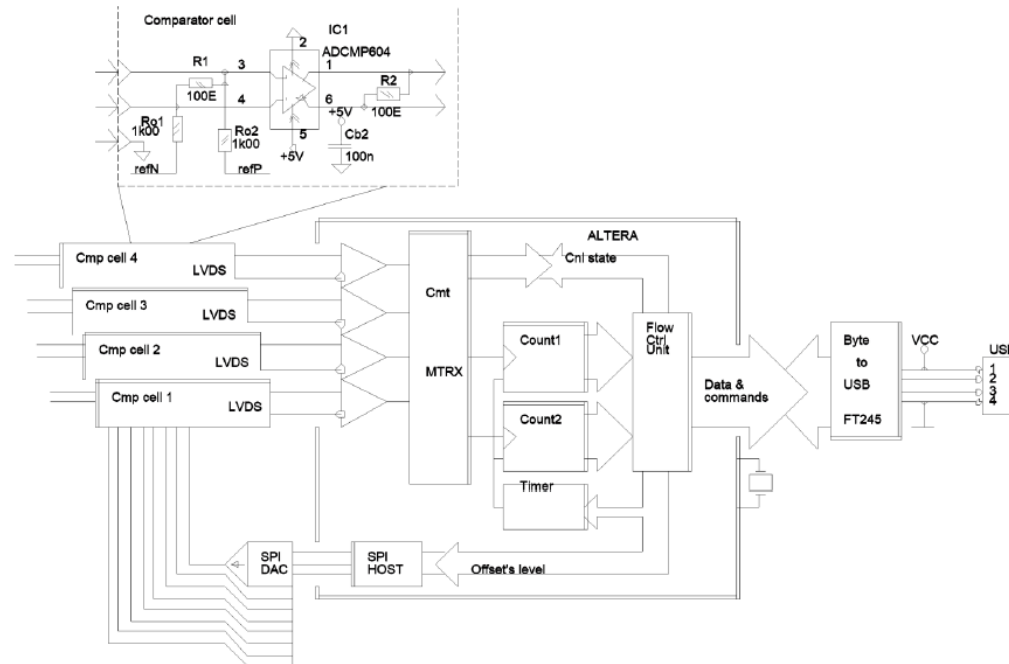 Comparator cell
IC1
ADCMP604
2
R1
3
1
R2
100E
4
6
100E
+5V
Ro1
1k00
Ro2
1k00
5
Cb2
+5V
100n
refN
refP
ALTERA
Cnl state
Cmp cell 4
LVDS
Cmp cell 3
LVDS
Cmp cell 2
LVDS
Cmp cell 1
LVDS
Cmt
MTRX
Count1
Count2
Timer
Flow
Ctrl
Unit
Data &
commands
Byte
to
USB
FT245
VCC
1
2
3
4
SPI
DAC
SPI
HOST
Offset's level